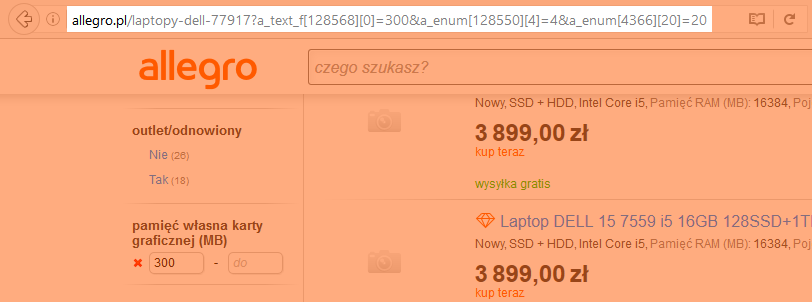 allegro.pl/laptopy-dell-77917?a_text_f[128568][0]=300&a_enum[128550][4]=4&a_enum[4366][20]=20
allegro
czego szukasz?
outlet/odnowiony
Nie (26)
Tak (18)
pamięć własna karty
graficznej (MB)
300 - do
Nowy, SSD + HDD, Intel Core i5, Pamięć RAM (MB): 16384, Poj
3 899,00 zł
kup teraz
wysyłka gratis
Laptop DELL 15 7559 i5 16GB 128SSD+1T
Nowy, SSD + HDD, Intel Core i5, Pamięć RAM (MB): 16384, Poj
3 899,00 zł
kup teraz